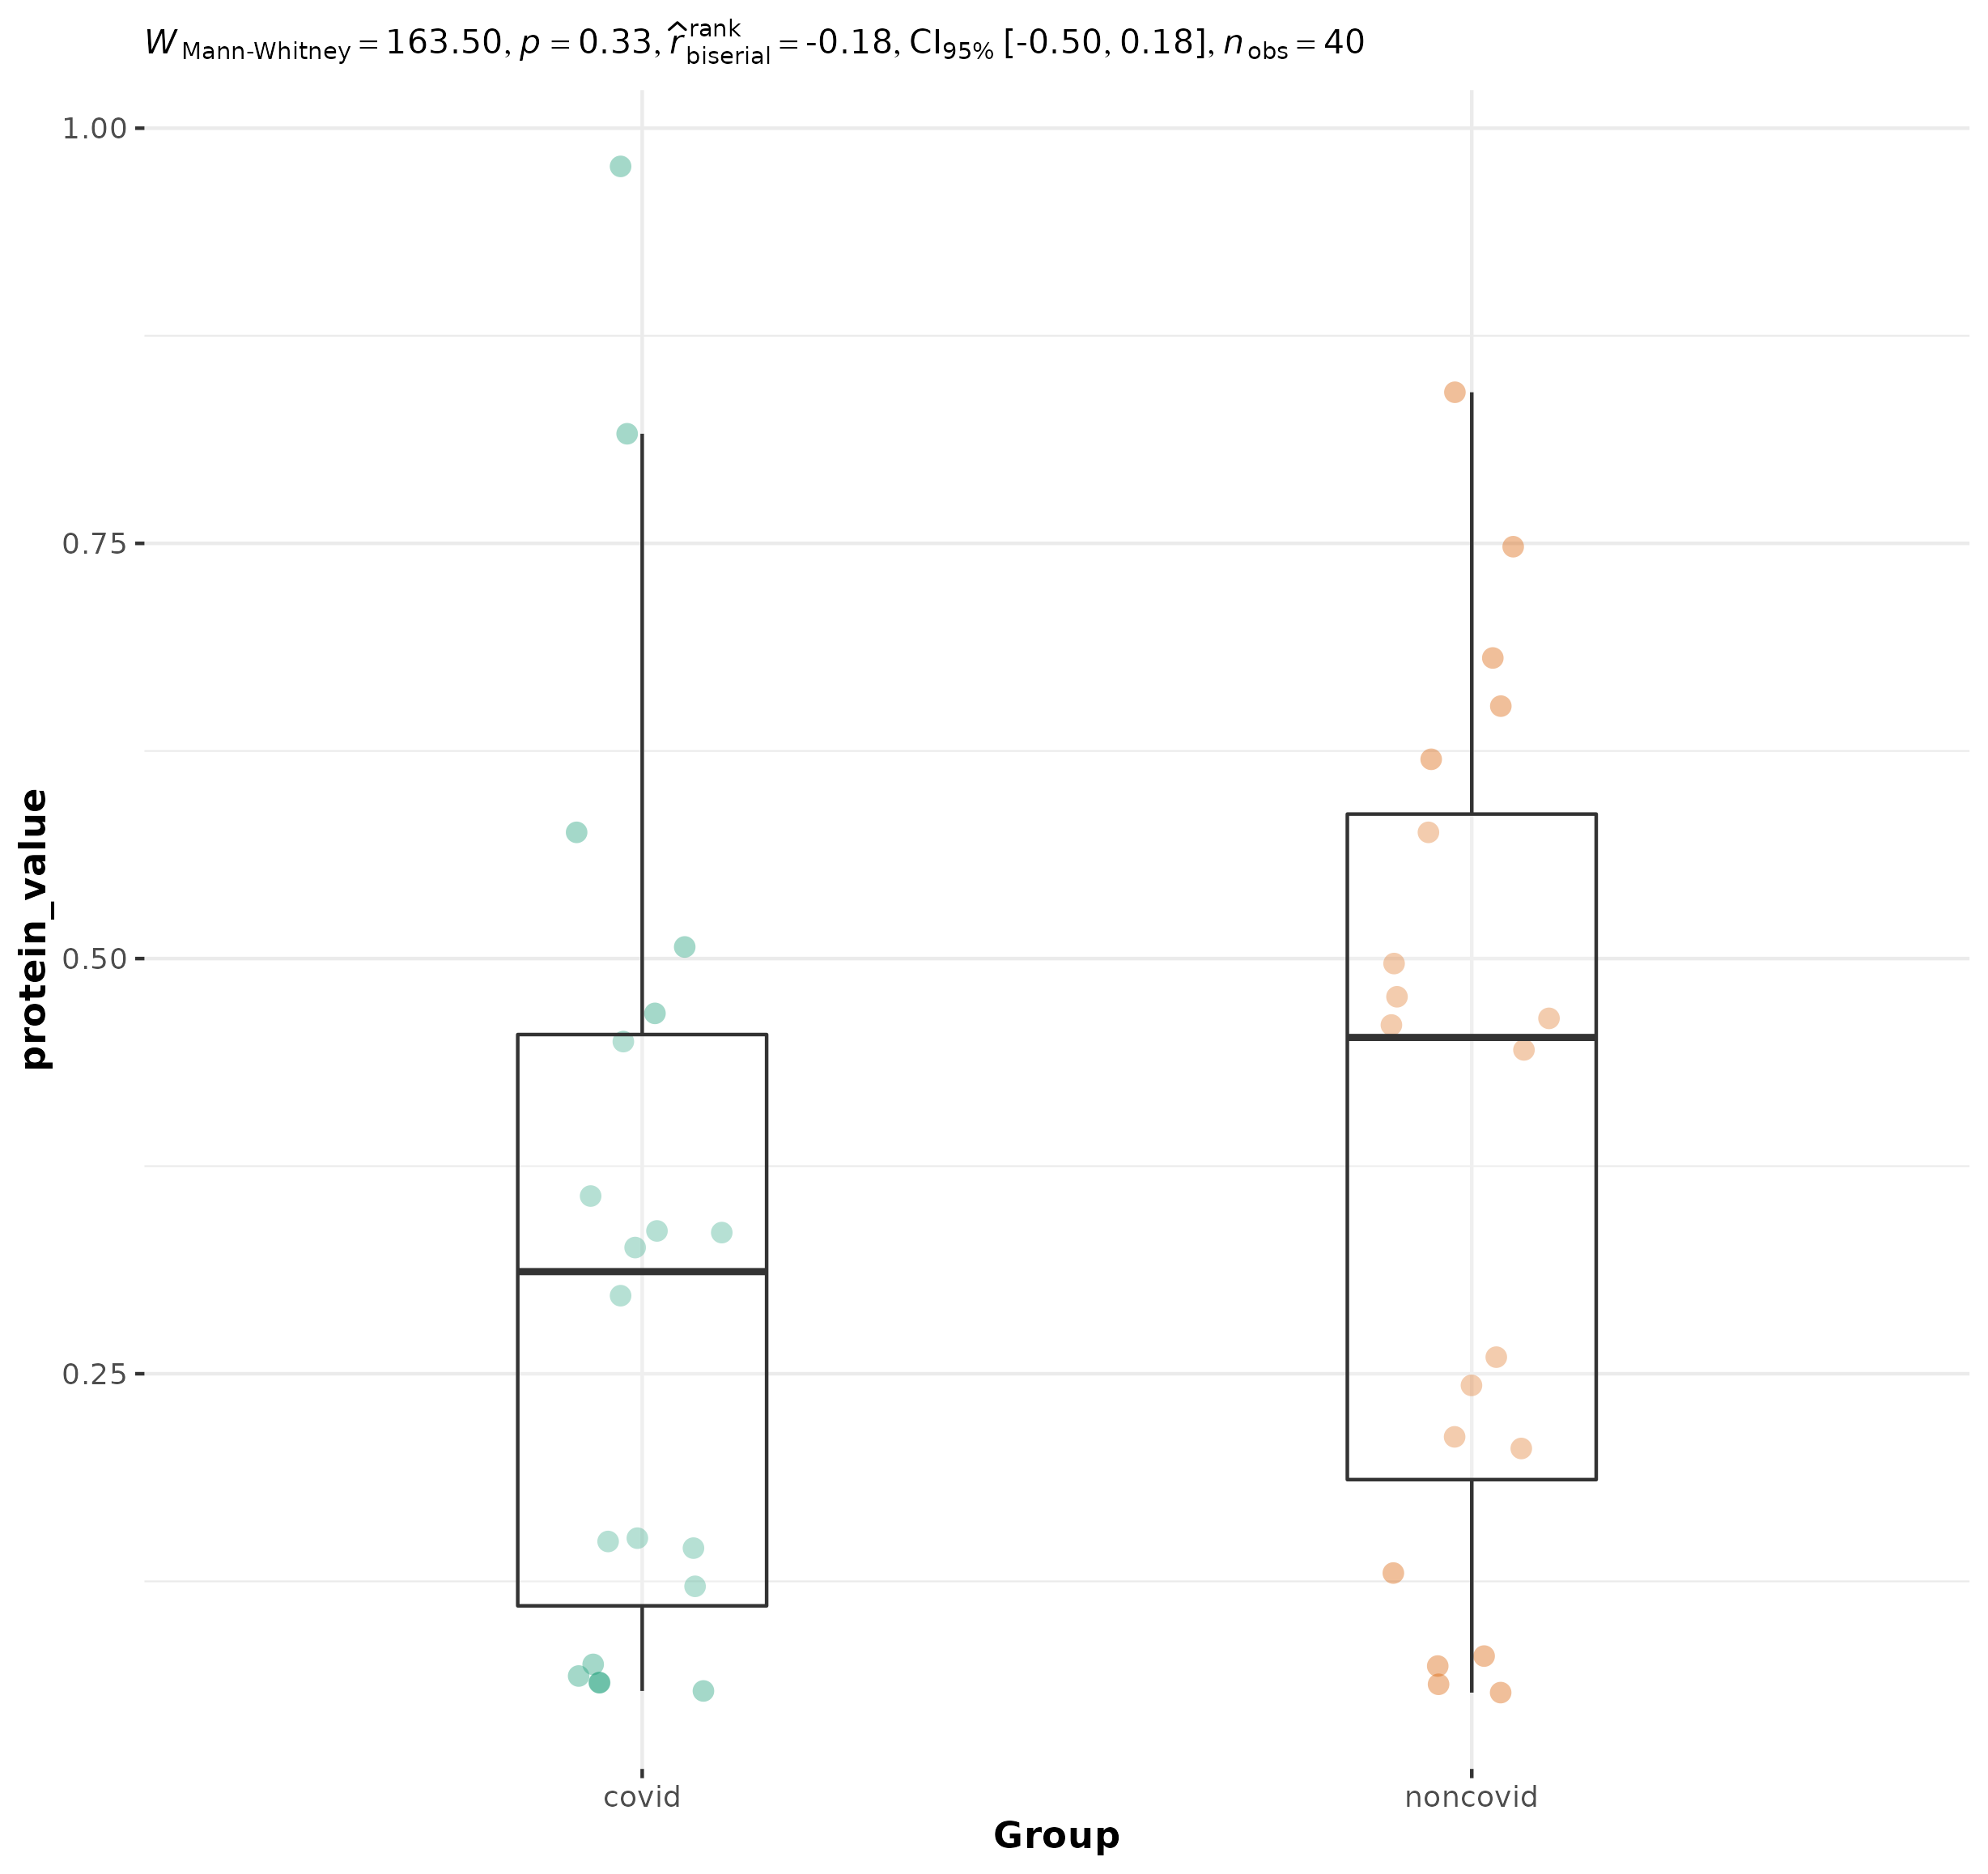 W Mann-Whitney = 163.50, p = 0.33, r̂ rank biserial = -0.18, CI95% [-0.50, 0.18], n obs = 40
1.00
0.75
0.50
0.25
protein_value
covid noncovid
Group